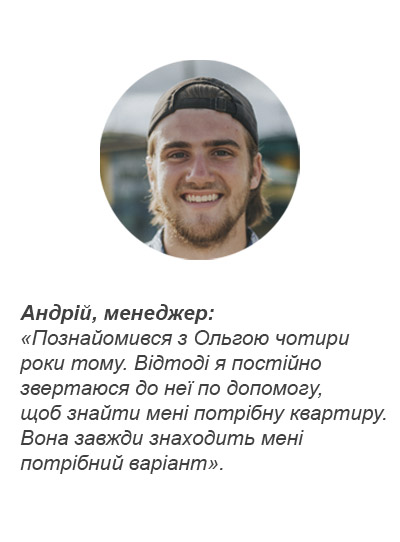 Андрій, менеджер:
«Познайомився з Ольгою чотири
роки тому. Відтоді я постійно
звертаюся до неї по допомогу,
щоб знайти мені потрібну квартиру.
Вона завжди знаходить мені
потрібний варіант».